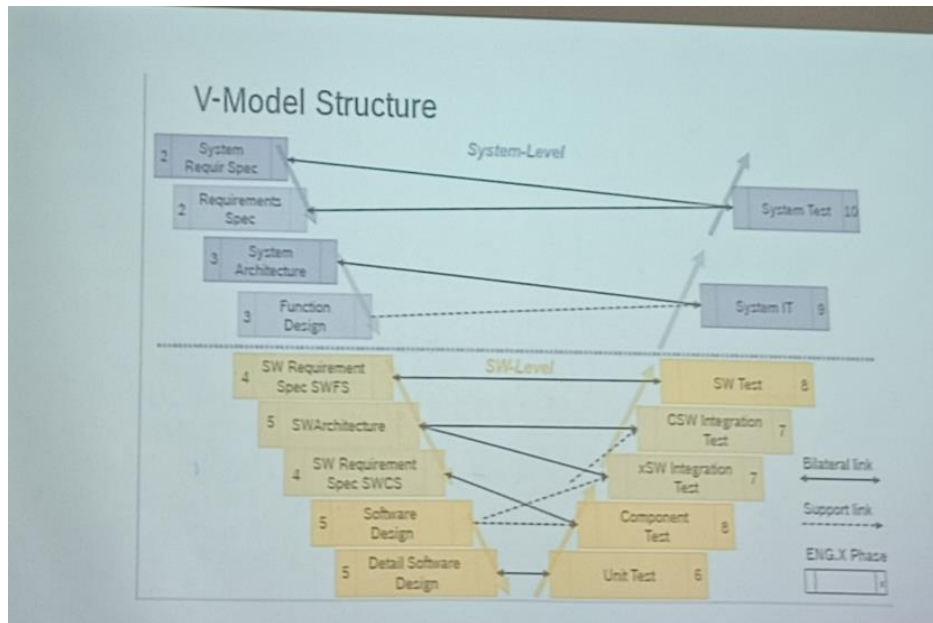 V-Model Structure
System-Level
2 System
Requir Spec
2 Requirements
Spec
System Test 10
3 System
Architecture
3 Function
Design
System IT 9
SW-Level
4 SW Requirement
Spec SWFS
SW Test 8
5 SWArchitecture
CSW Integration
Test 7
4 SW Requirement
Spec SWCS
xSW Integration
Test 7
5 Software
Design
Component
Test 8
5 Detail Software
Design
Unit Test 6
Bilateral link
Support link
ENG.X Phase
x